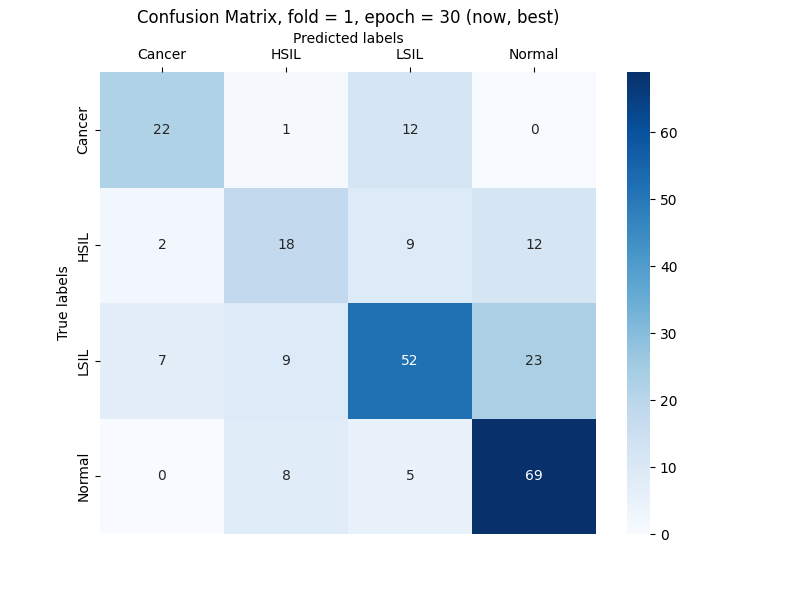 Confusion Matrix, fold = 1, epoch = 30 (now, best)
Predicted labels
Cancer HSIL LSIL Normal
True labels
Cancer 22 1 12 0
HSIL 2 18 9 12
LSIL 7 9 52 23
Normal 0 8 5 69
60
50
40
30
20
10
0